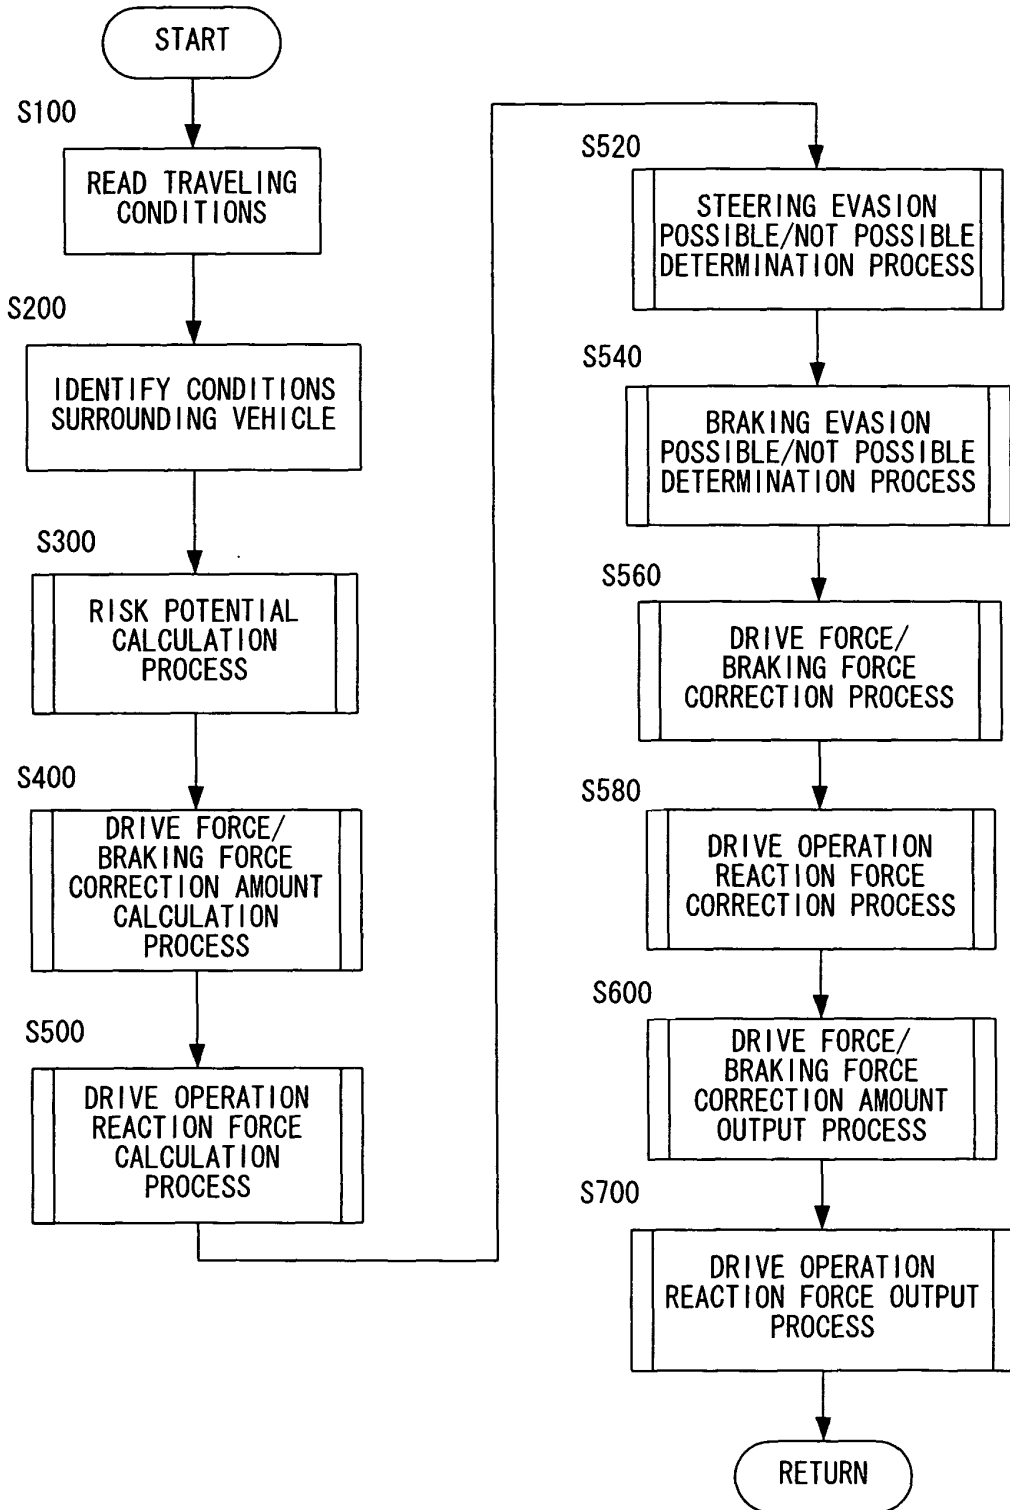 START
S100
READ TRAVELING
CONDITIONS
S200
IDENTIFY CONDITIONS
SURROUNDING VEHICLE
S300
RISK POTENTIAL
CALCULATION
PROCESS
S400
DRIVE FORCE/
BRAKING FORCE
CORRECTION AMOUNT
CALCULATION
PROCESS
S500
DRIVE OPERATION
REACTION FORCE
CALCULATION
PROCESS
S520
STEERING EVASION
POSSIBLE/NOT POSSIBLE
DETERMINATION PROCESS
S540
BRAKING EVASION
POSSIBLE/NOT POSSIBLE
DETERMINATION PROCESS
S560
DRIVE FORCE/
BRAKING FORCE
CORRECTION PROCESS
S580
DRIVE OPERATION
REACTION FORCE
CORRECTION PROCESS
S600
DRIVE FORCE/
BRAKING FORCE
CORRECTION AMOUNT
OUTPUT PROCESS
S700
DRIVE OPERATION
REACTION FORCE OUTPUT
PROCESS
RETURN